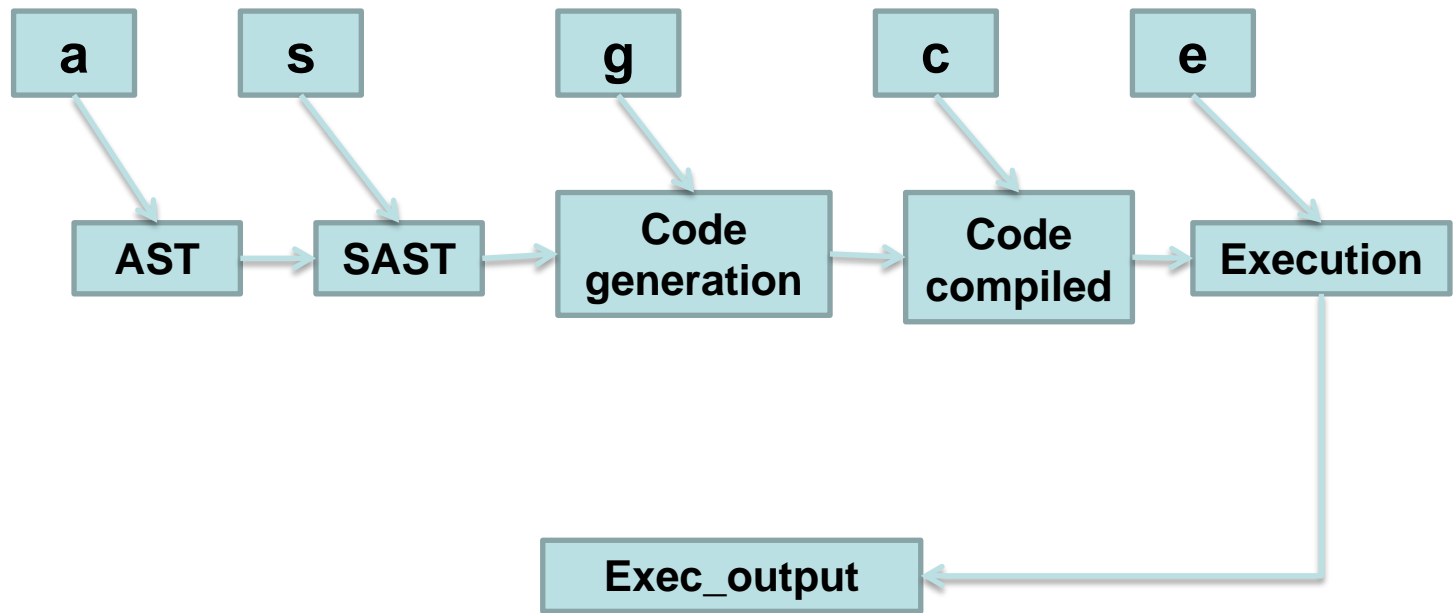 a
s
g
c
e
AST
SAST
Code
generation
Code
compiled
Execution
Exec_output